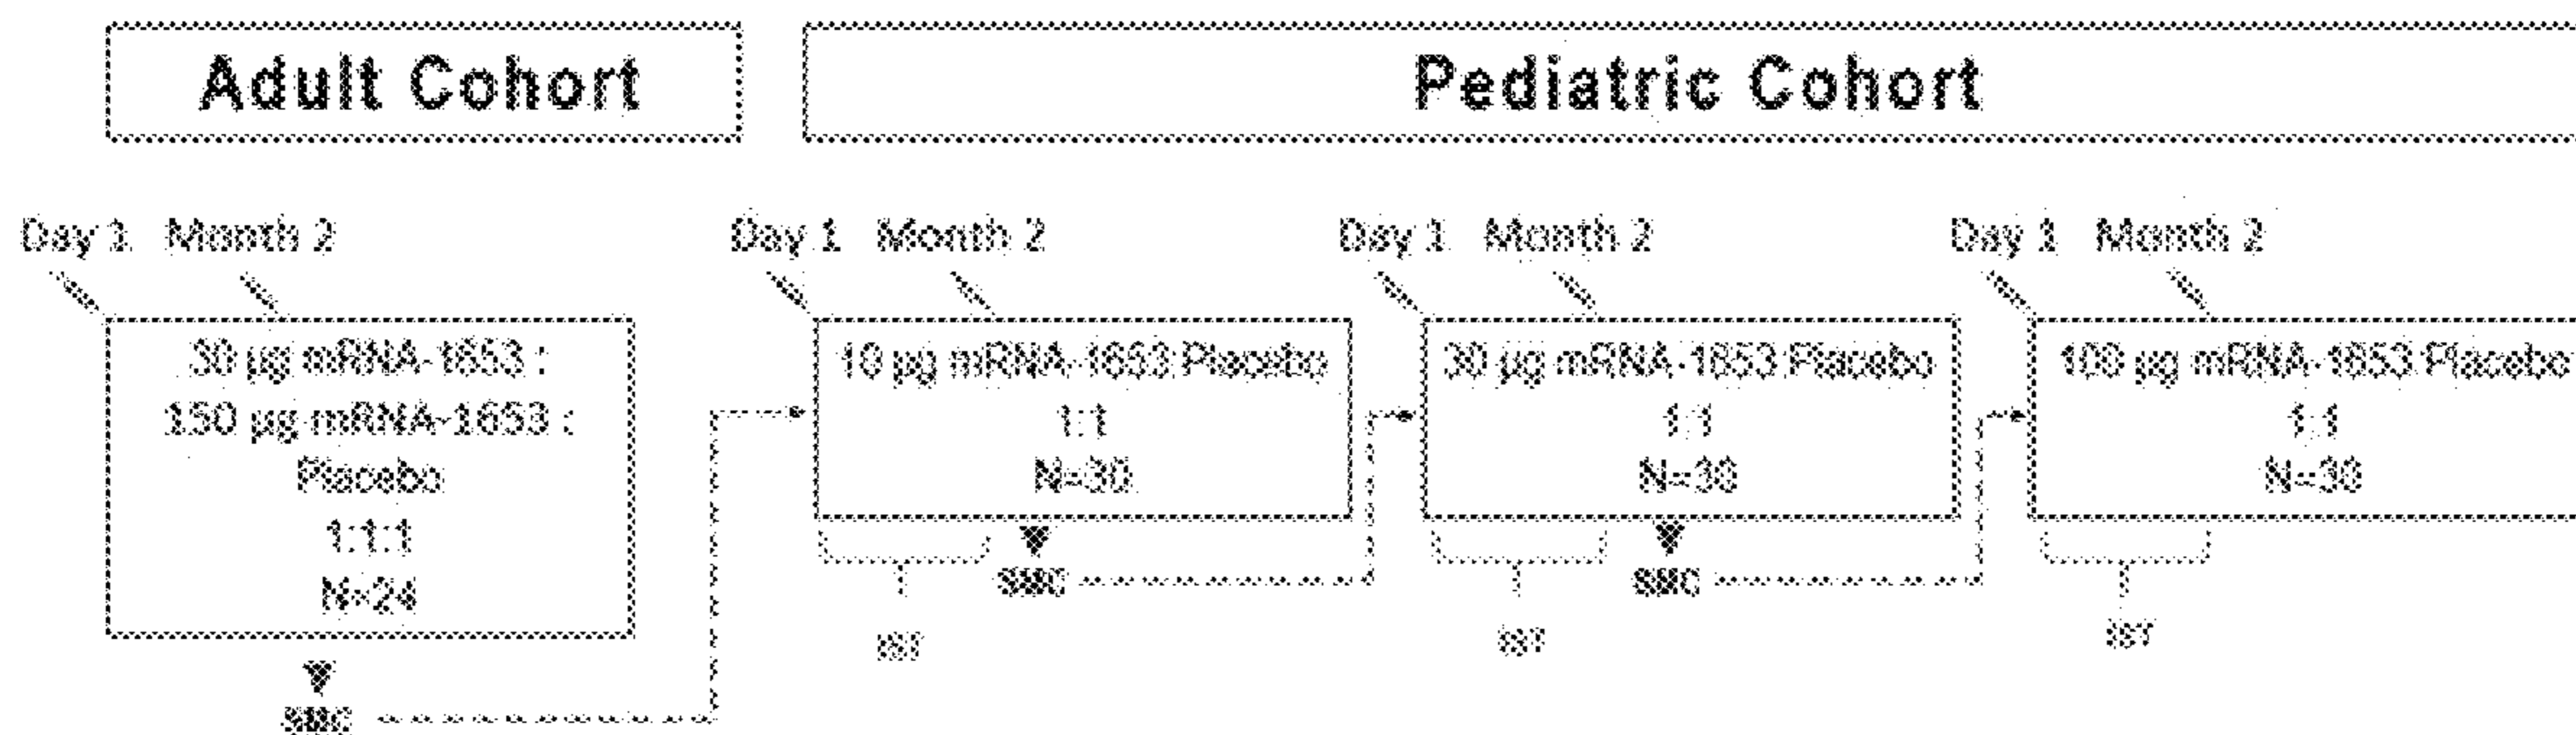 Adult Cohort
Pediatric Cohort
Day 1 Month 2
Day 1 Month 2
Day 1 Month 2
Day 1 Month 2
30 µg mRNA-1653 :
150 µg mRNA-1653 :
Placebo
1:1:1
N=24
SMC
10 µg mRNA-1653:Placebo
1:1
N=30
IST
SMC
30 µg mRNA-1653:Placebo
1:1
N=30
IST
SMC
100 µg mRNA-1653:Placebo
1:1
N=30
IST